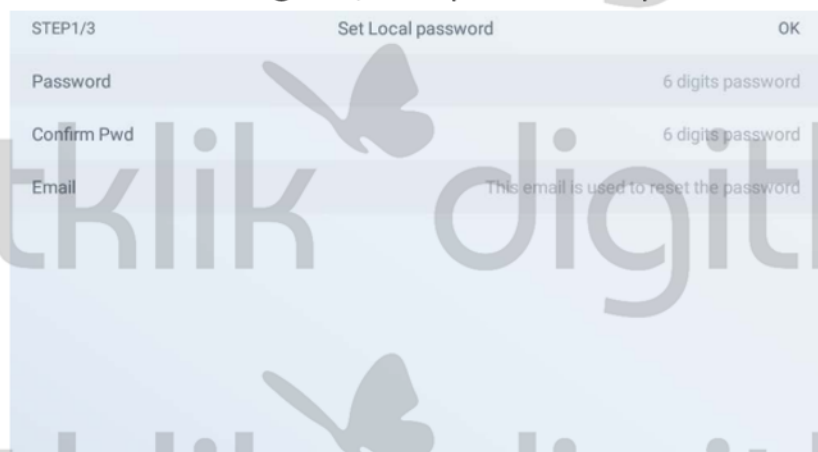 STEP1/3 Set Local password OK
Password 6 digits password
Confirm Pwd 6 digits password
Email This email is used to reset the password
tklik digit